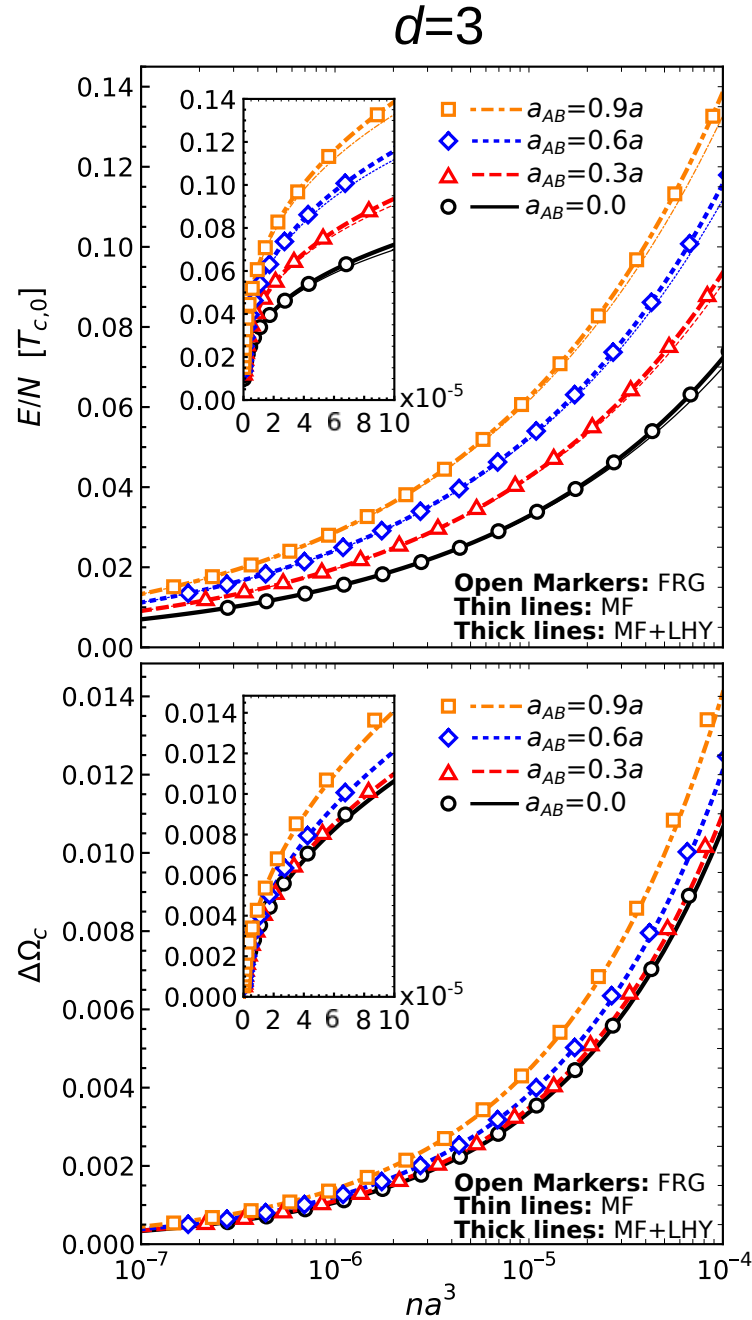 d=3
E/N [T_{c,0}]
0.14
0.12
0.10
0.08
0.06
0.04
0.02
0.00
0.14
0.12
0.10
0.08
0.06
0.04
0.02
0.00
0 2 4 6 8 10
x10^{-5}
a_{AB}=0.9a
a_{AB}=0.6a
a_{AB}=0.3a
a_{AB}=0.0
Open Markers: FRG
Thin lines: MF
Thick lines: MF+LHY
ΔΩ_c
0.014
0.012
0.010
0.008
0.006
0.004
0.002
0.000
0.014
0.012
0.010
0.008
0.006
0.004
0.002
0.000
0 2 4 6 8 10
x10^{-5}
a_{AB}=0.9a
a_{AB}=0.6a
a_{AB}=0.3a
a_{AB}=0.0
Open Markers: FRG
Thin lines: MF
Thick lines: MF+LHY
10^{-7} 10^{-6} 10^{-5} 10^{-4}
na^3